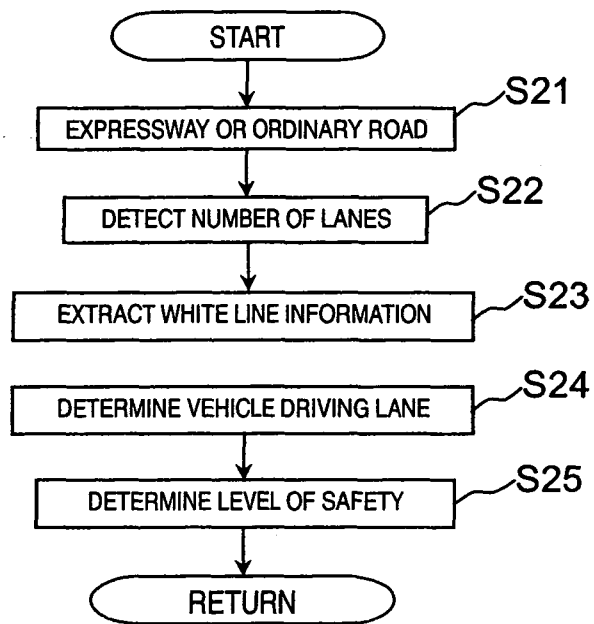 START
S21
EXPRESSWAY OR ORDINARY ROAD
S22
DETECT NUMBER OF LANES
S23
EXTRACT WHITE LINE INFORMATION
S24
DETERMINE VEHICLE DRIVING LANE
S25
DETERMINE LEVEL OF SAFETY
RETURN